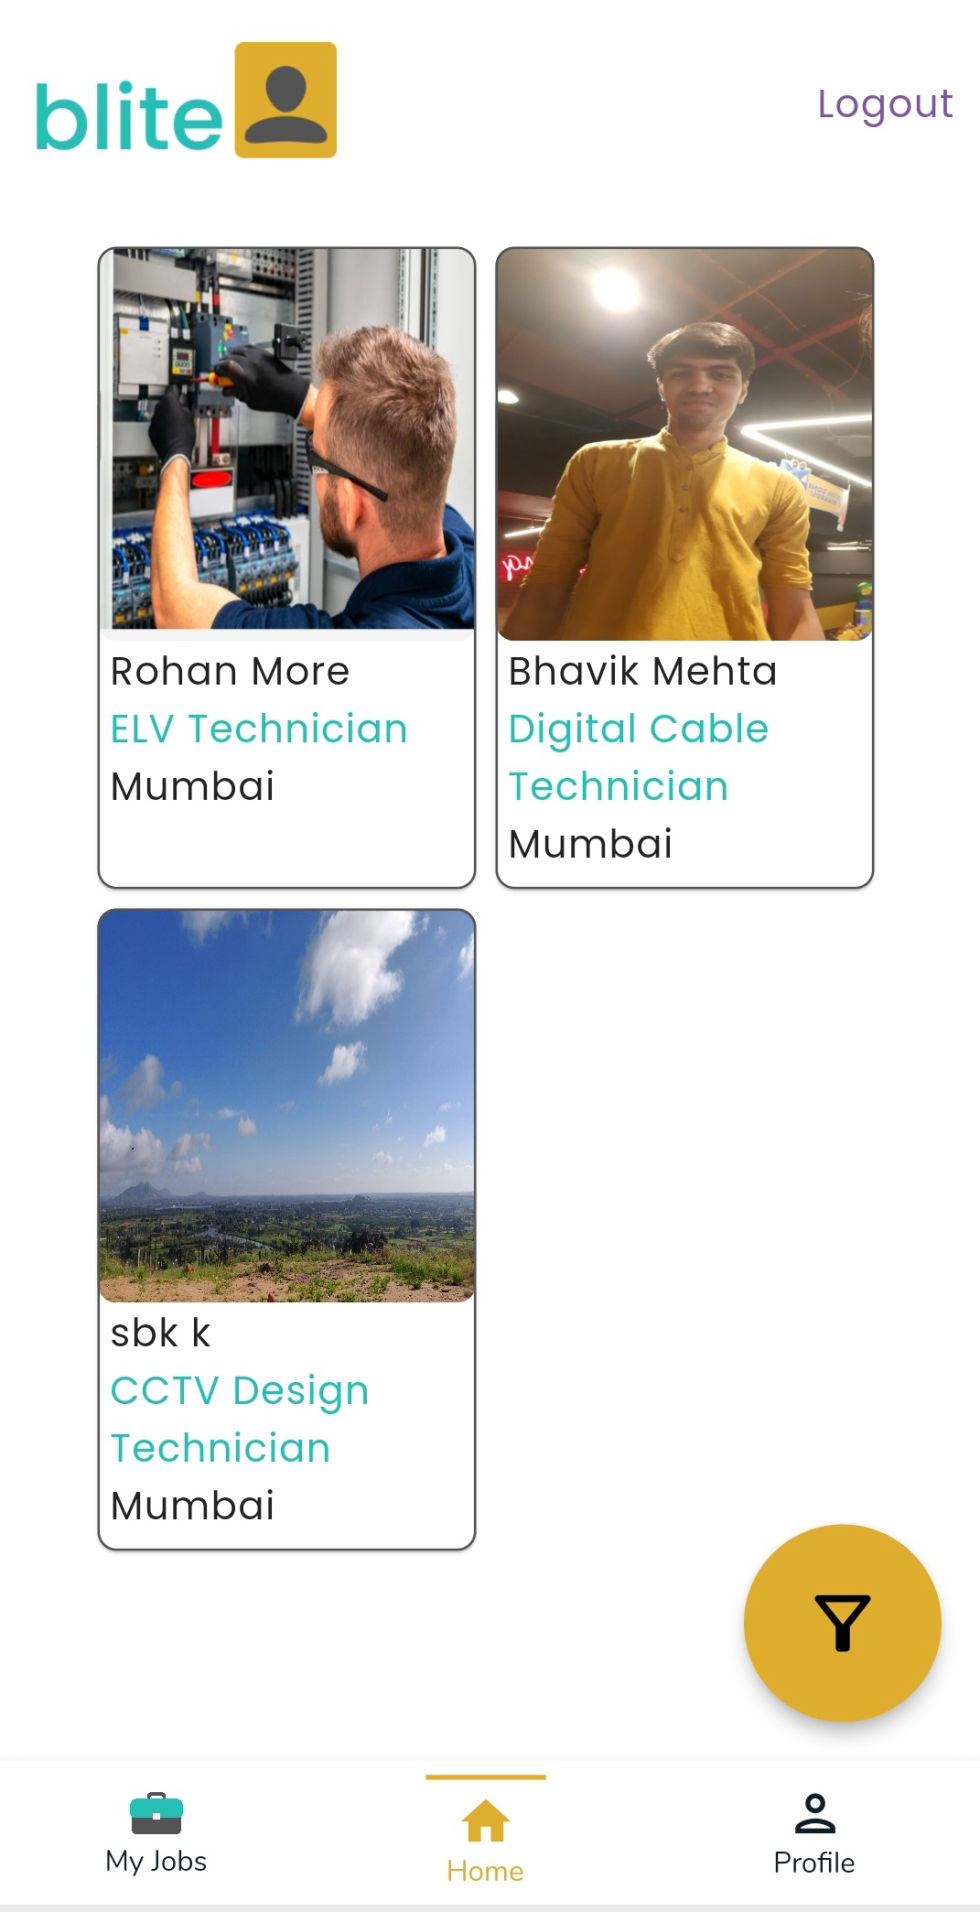 blite
Logout
Rohan More
ELV Technician
Mumbai
Bhavik Mehta
Digital Cable
Technician
Mumbai
sbk k
CCTV Design
Technician
Mumbai
My Jobs
Home
Profile